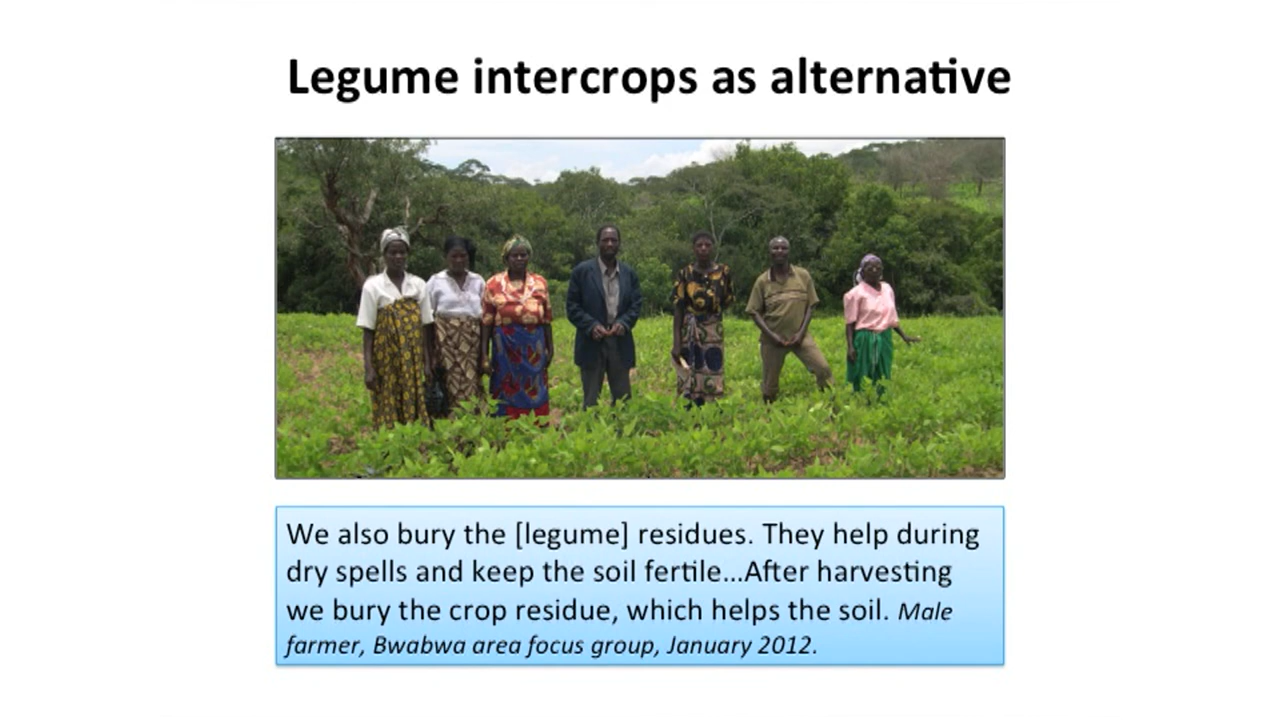 Legume intercrops as alternative
We also bury the [legume] residues. They help during
dry spells and keep the soil fertile...After harvesting
we bury the crop residue, which helps the soil. Male
farmer, Bwabwa area focus group, January 2012.